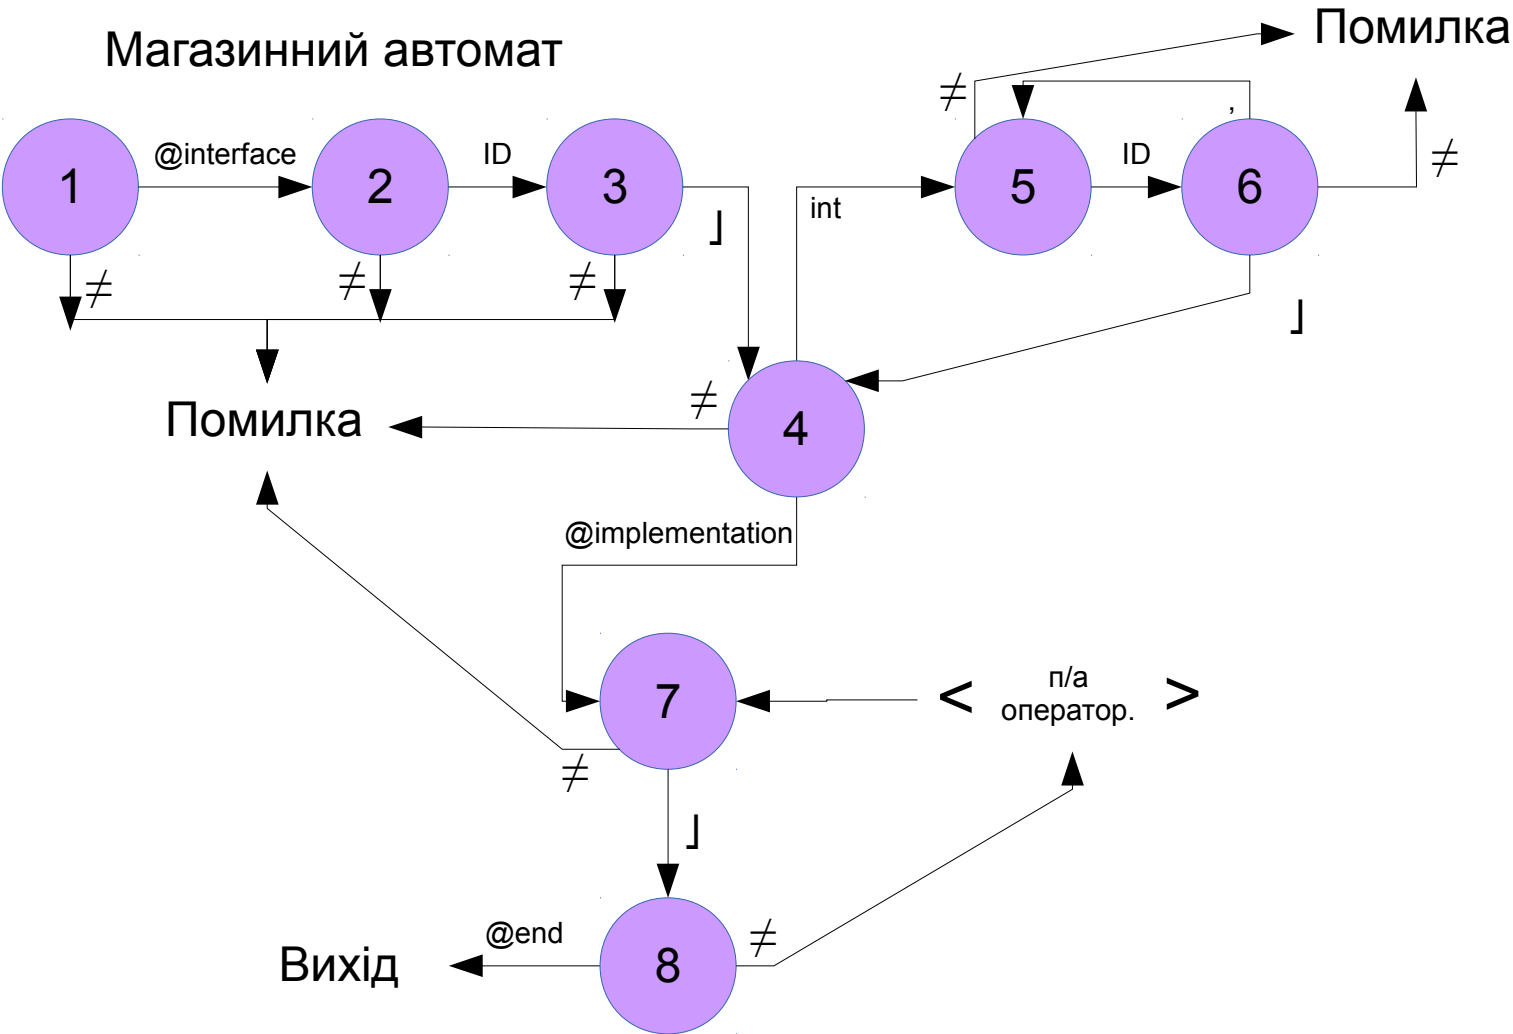 Помилка
Магазинний автомат
≠
,
@interface
ID
ID
≠
1
2
3
5
6
int
⌋
≠
≠
≠
⌋
Помилка
≠
4
@implementation
7
<
п/а
оператор.
>
≠
⌋
@end
≠
Вихід
8